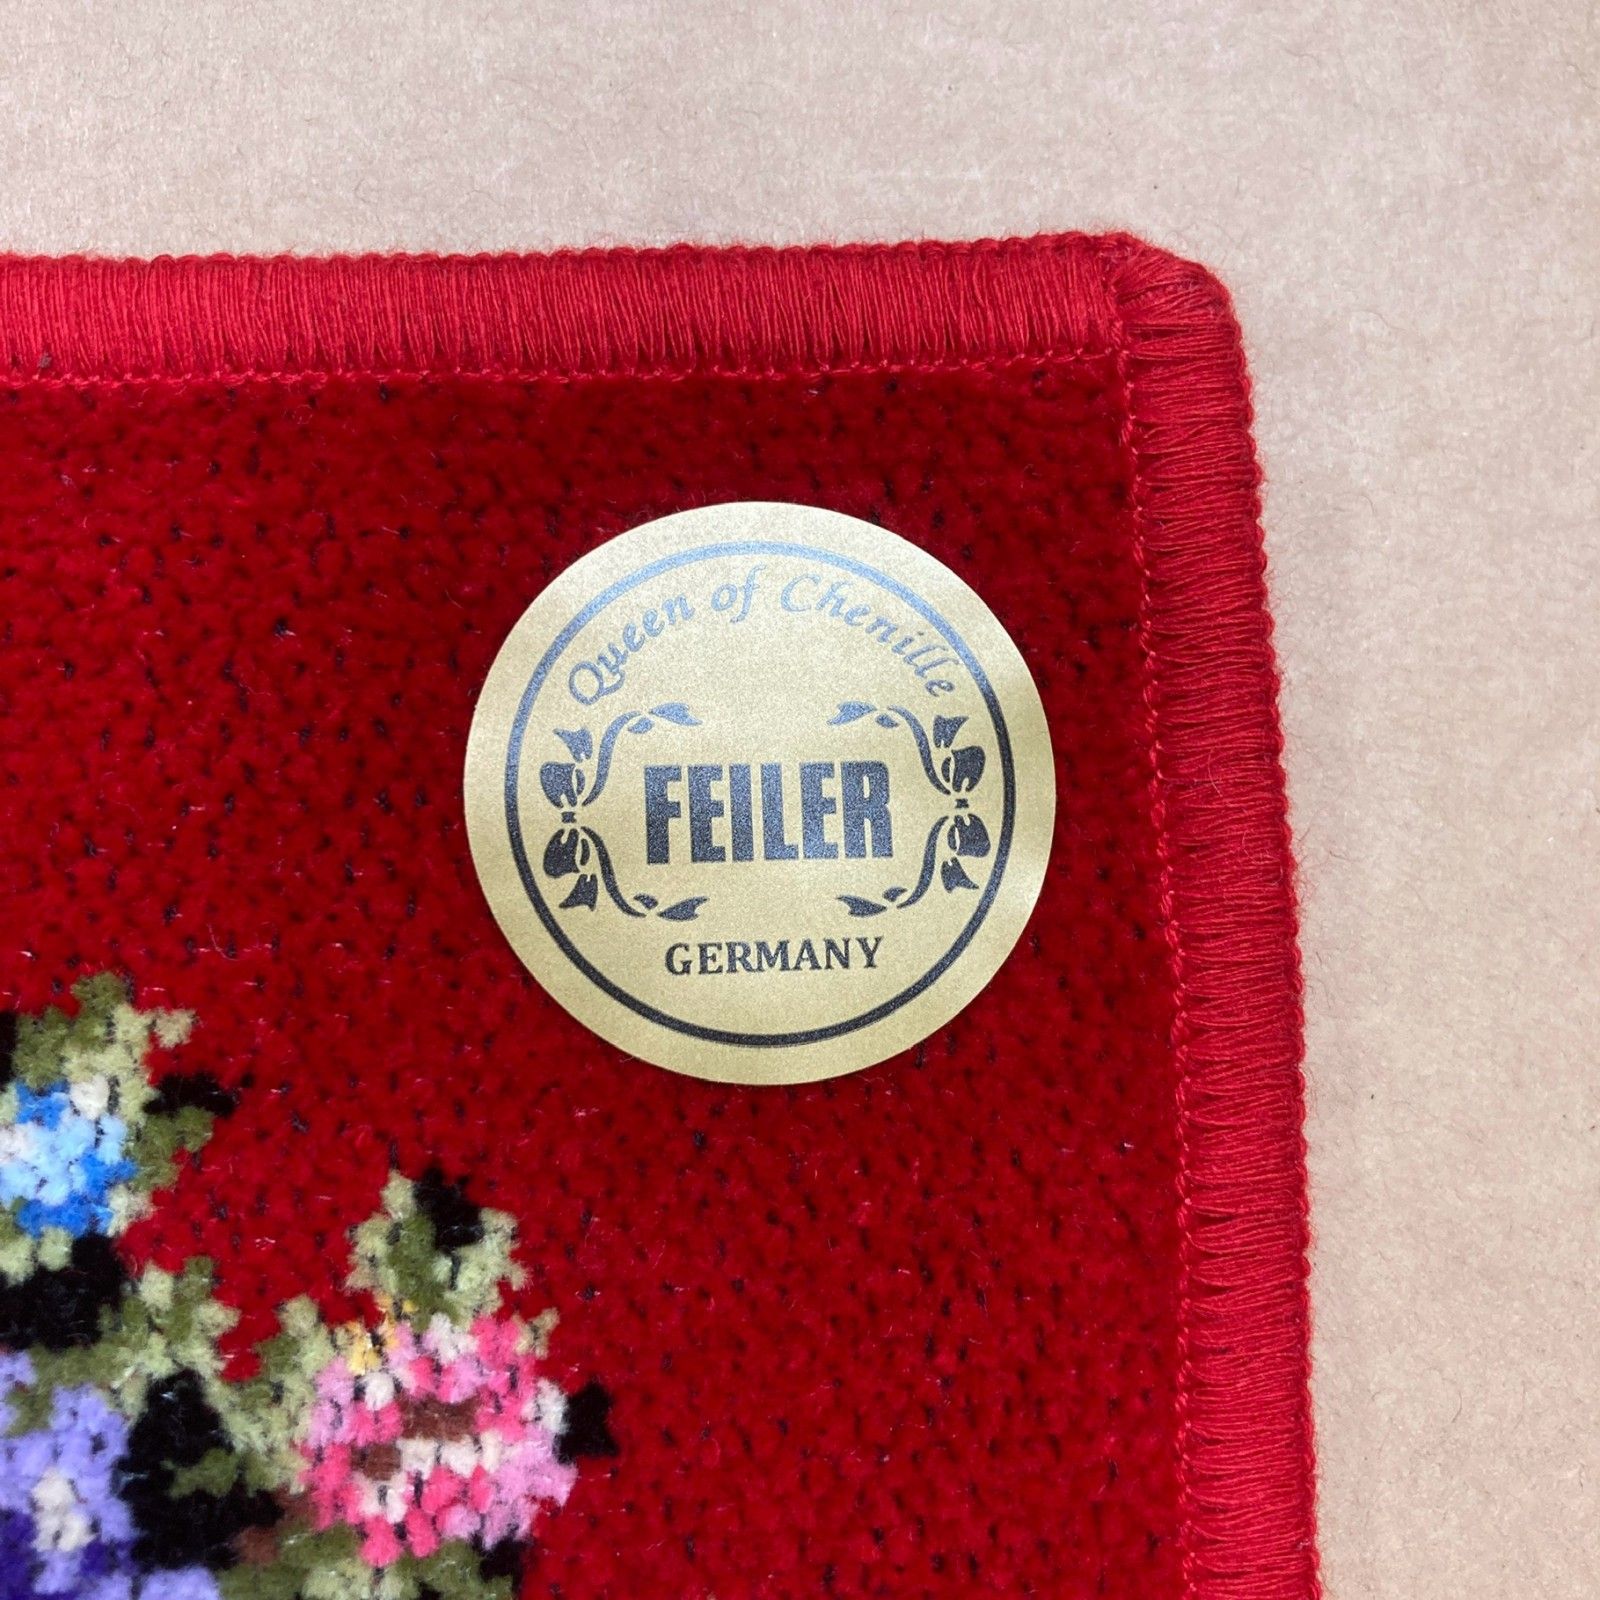 Queen of Chenille
FEILER
GERMANY